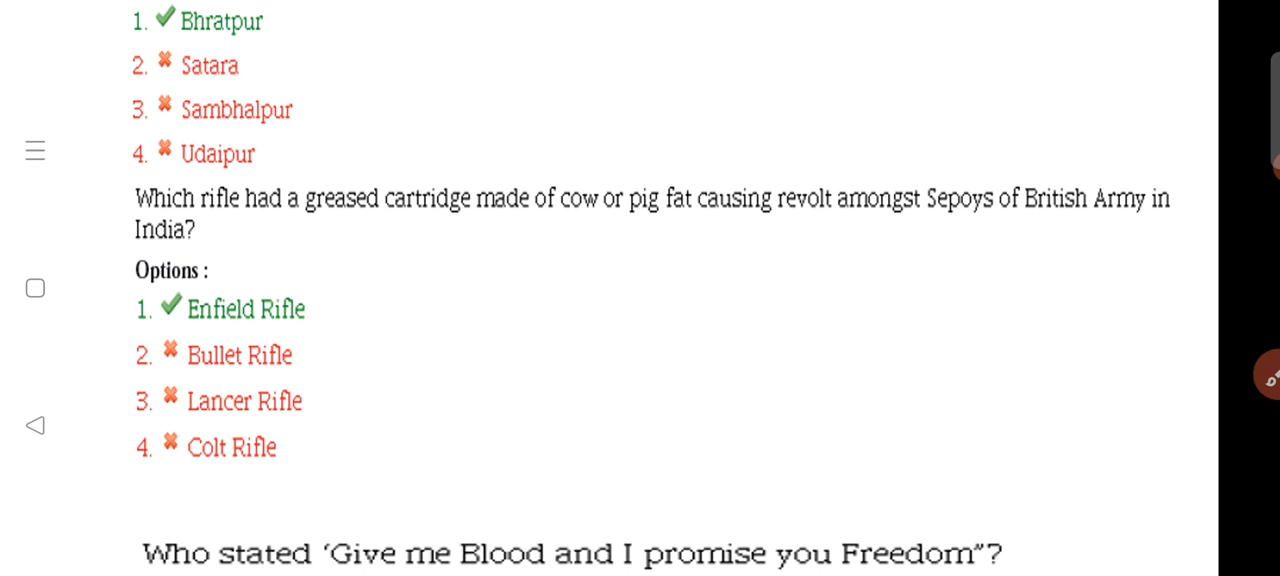 1. Bhratpur
2. Satara
3. Sambhalpur
4. Udaipur
Which rifle had a greased cartridge made of cow or pig fat causing revolt amongst Sepoys of British Army in
India?
Options :
1. Enfield Rifle
2. Bullet Rifle
3. Lancer Rifle
4. Colt Rifle
Who stated ‘Give me Blood and I promise you Freedom”?